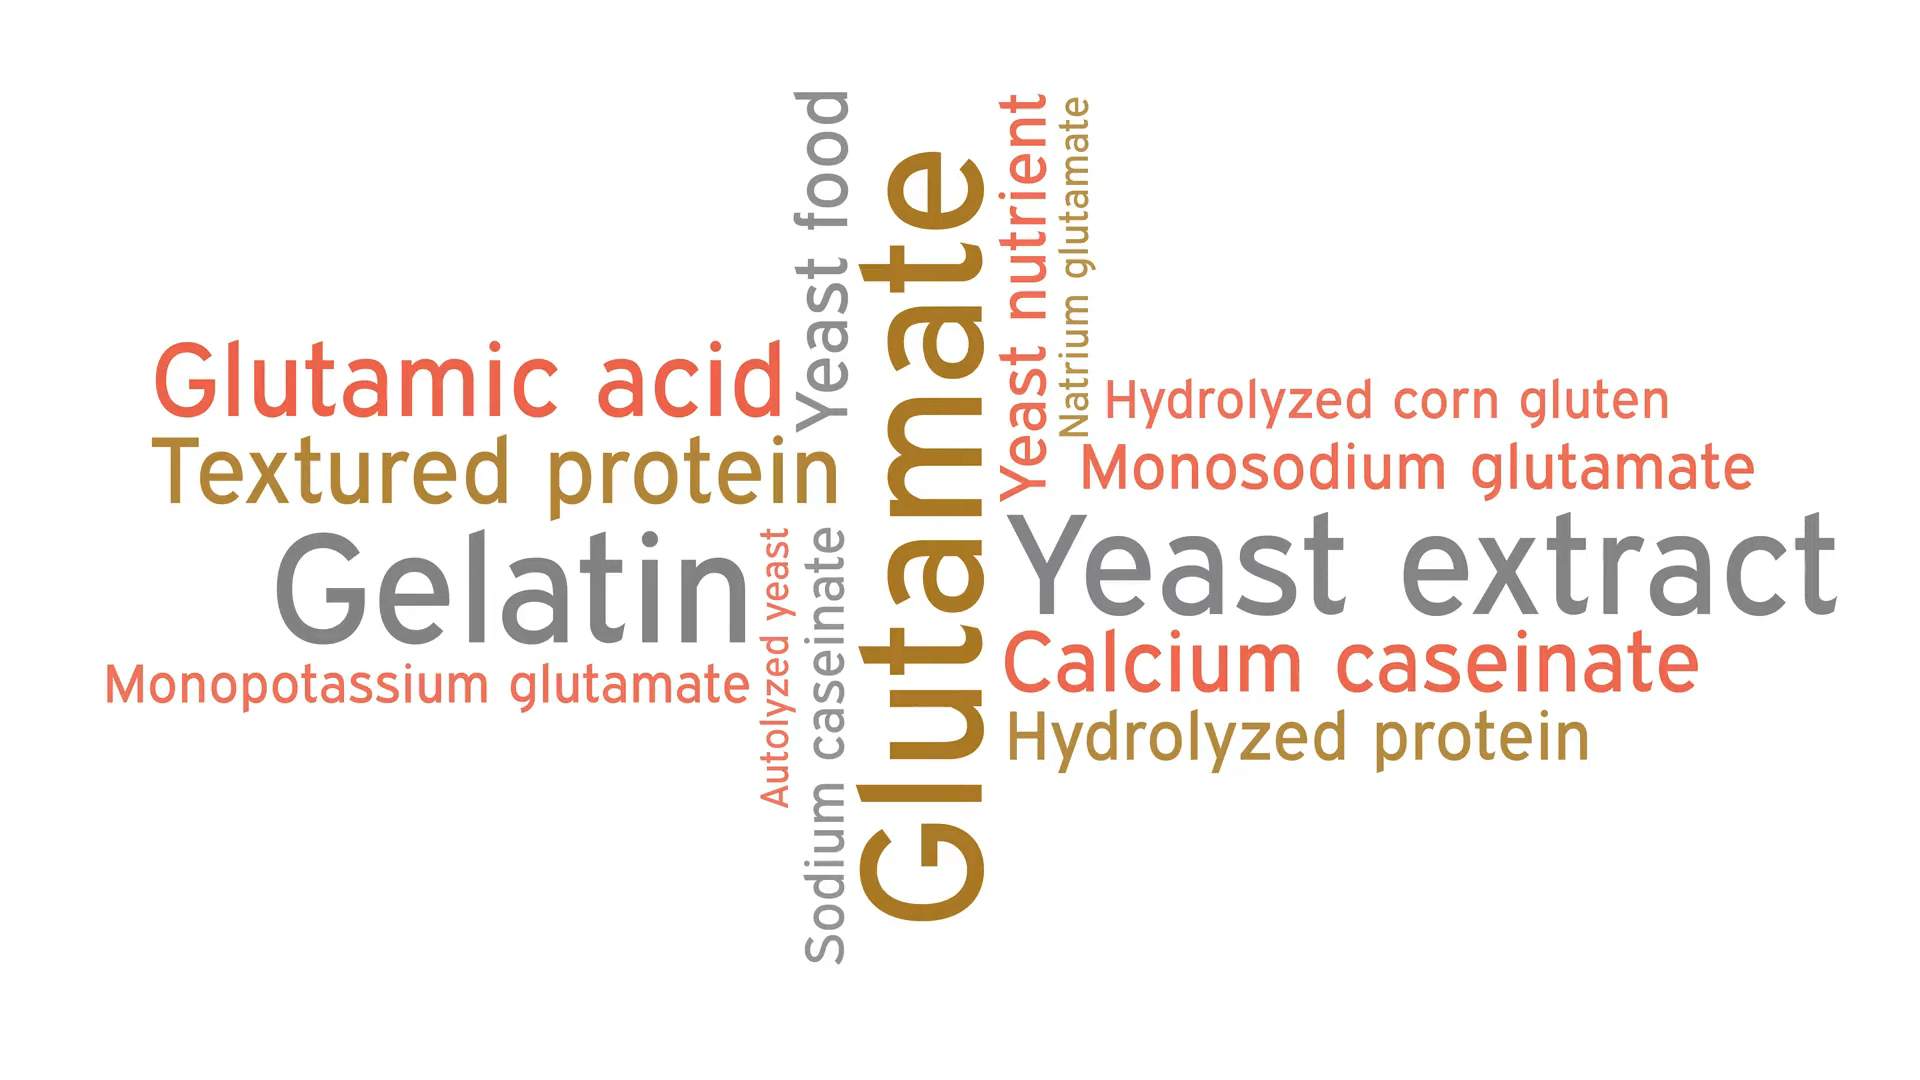 Yeast food
Glutamate
Yeast nutrient
Natrium glutamate
Glutamic acid
Textured protein
Gelatin
Monopotassium glutamate
Autolyzed yeast
Sodium caseinate
Hydrolyzed corn gluten
Monosodium glutamate
Yeast extract
Calcium caseinate
Hydrolyzed protein